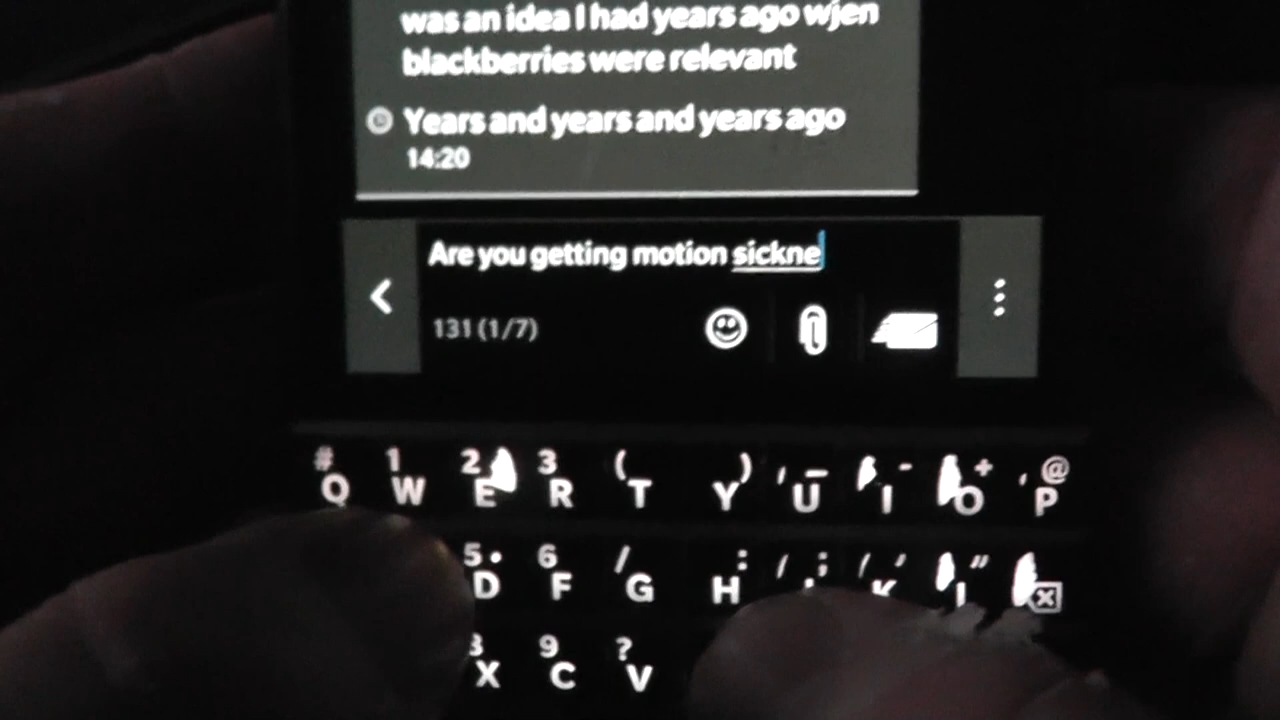 was an idea I had years ago wjen
blackberries were relevant
Years and years and years ago
14:20
Are you getting motion sickne
131 (1/7)
# 1 2 3 ( ) _ - + @
Q W E R T Y U I O P
5 6 / : ; ' "
D F G H K L
9 ?
X C V